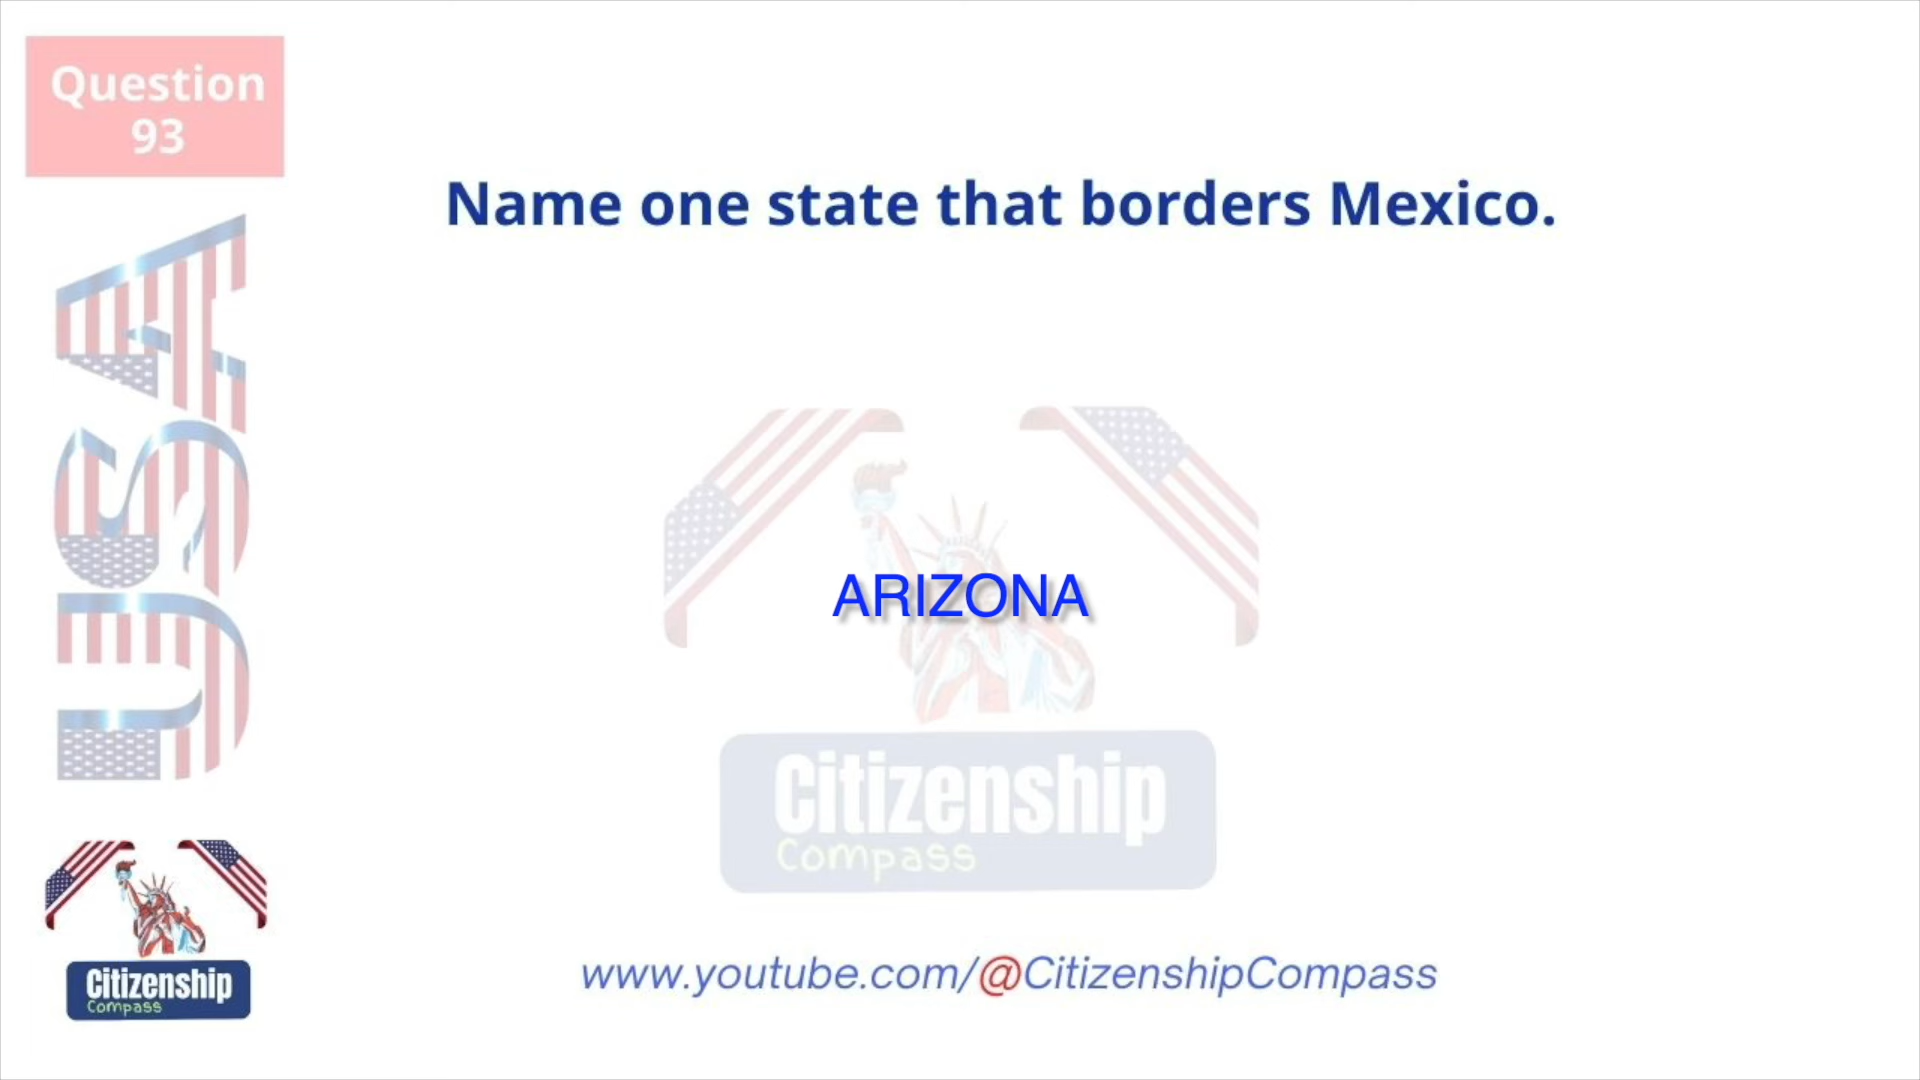 Question
93
Name one state that borders Mexico.
ARIZONA
Citizenship
Compass
www.youtube.com/@CitizenshipCompass
USA
Citizenship
Compass